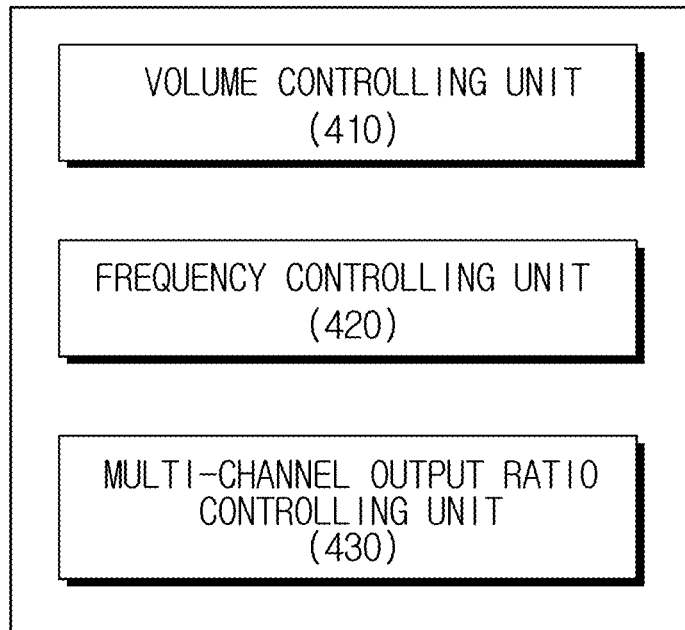 VOLUME CONTROLLING UNIT
(410)
FREQUENCY CONTROLLING UNIT
(420)
MULTI-CHANNEL OUTPUT RATIO
CONTROLLING UNIT
(430)